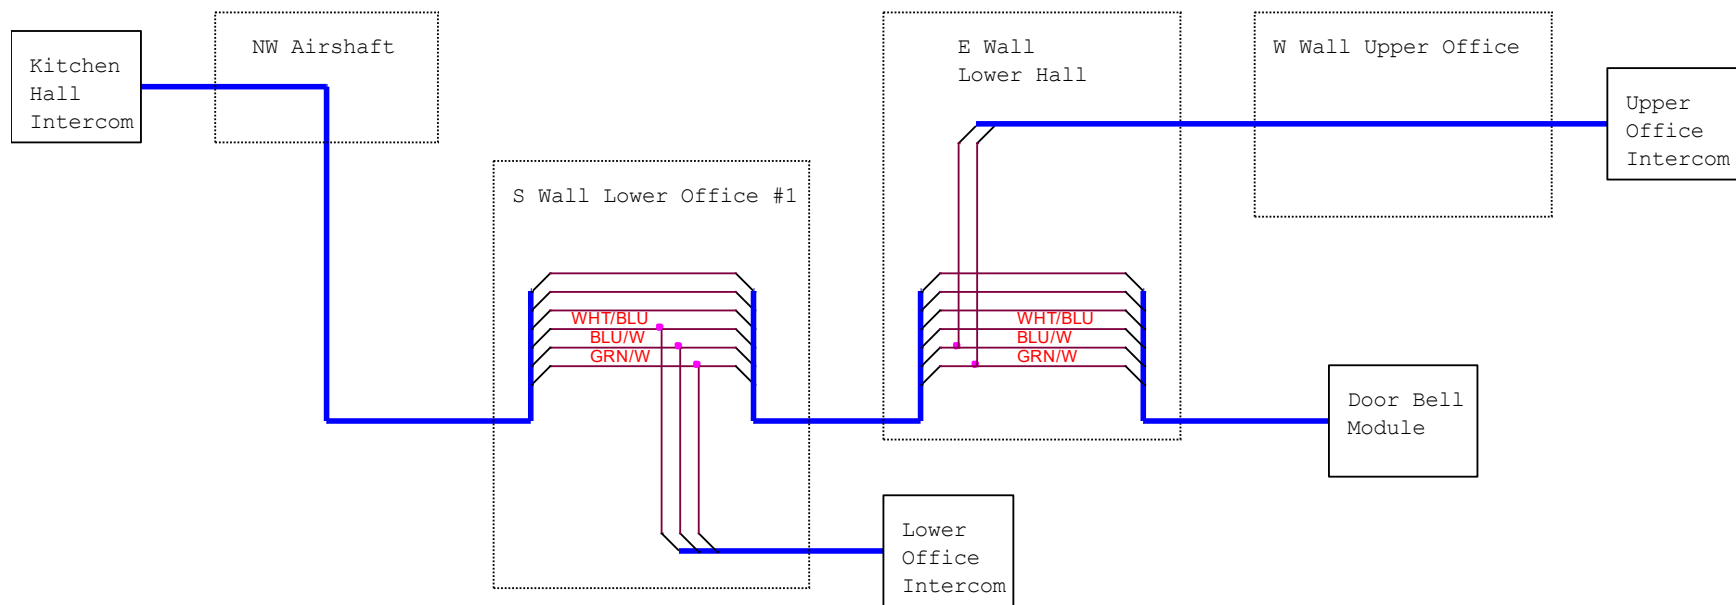 Kitchen
Hall
Intercom
NW Airshaft
S Wall Lower Office #1
WHT/BLU
BLU/W
GRN/W
E Wall
Lower Hall
WHT/BLU
BLU/W
GRN/W
W Wall Upper Office
Upper
Office
Intercom
Door Bell
Module
Lower
Office
Intercom